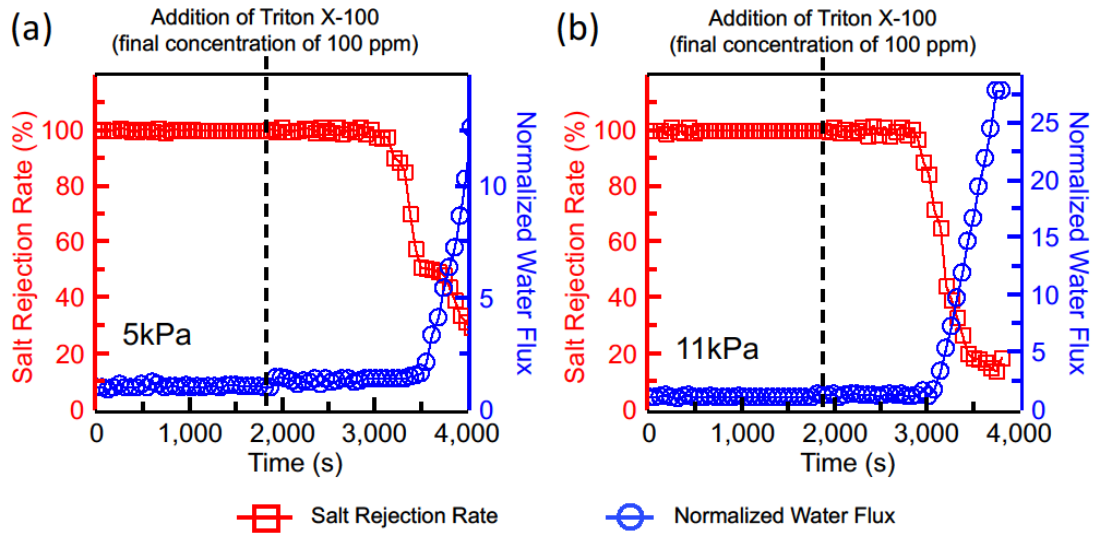 (a)
Addition of Triton X-100
(final concentration of 100 ppm)
Salt Rejection Rate (%)
100
80
60
40
20
0
5kPa
10
5
0
Normalized Water Flux
0
1,000
2,000
3,000
4,000
Time (s)
(b)
Addition of Triton X-100
(final concentration of 100 ppm)
Salt Rejection Rate (%)
100
80
60
40
20
0
11kPa
25
20
15
10
5
0
Normalized Water Flux
0
1,000
2,000
3,000
4,000
Time (s)
Salt Rejection Rate
Normalized Water Flux